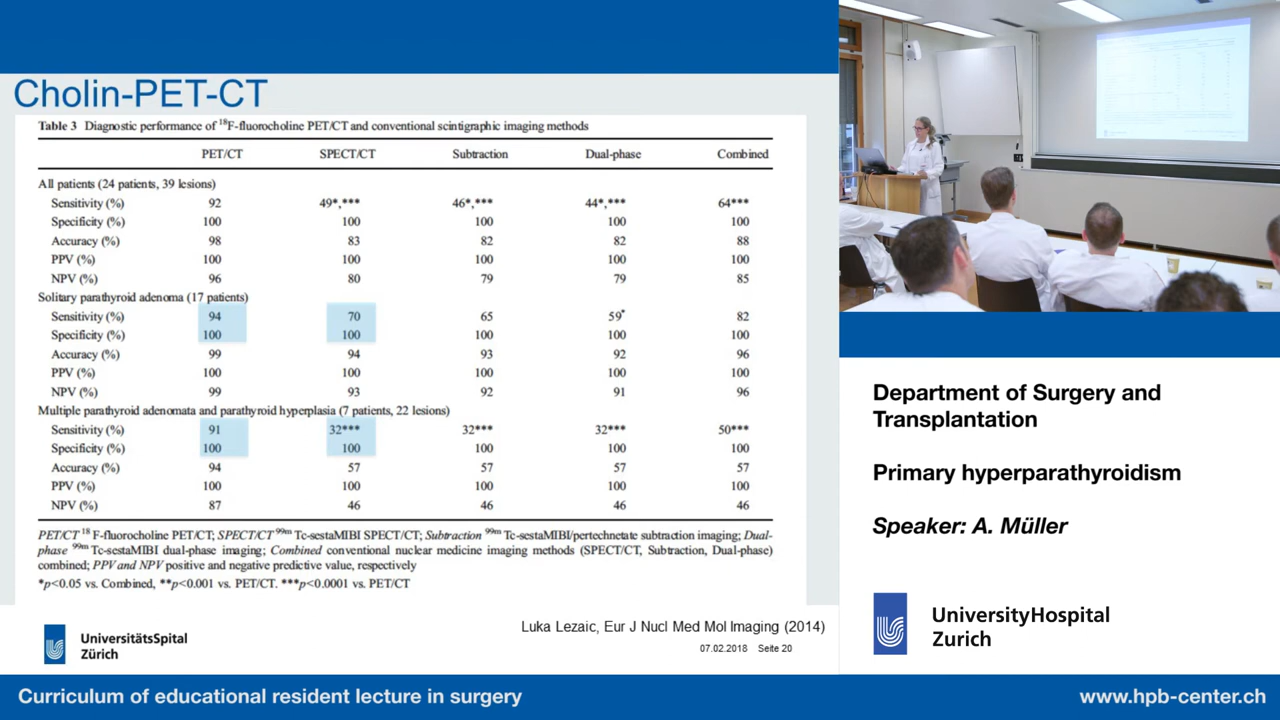 Cholin-PET-CT
Table 3 Diagnostic performance of 18F-fluorocholine PET/CT and conventional scintigraphic imaging methods
PET/CT SPECT/CT Subtraction Dual-phase Combined
All patients (24 patients, 39 lesions)
Sensitivity (%) 92 49*,*** 46*,*** 44*,*** 64***
Specificity (%) 100 100 100 100 100
Accuracy (%) 98 83 82 82 88
PPV (%) 100 100 100 100 100
NPV (%) 96 80 79 79 85
Solitary parathyroid adenoma (17 patients)
Sensitivity (%) 94 70 65 59* 82
Specificity (%) 100 100 100 100 100
Accuracy (%) 99 94 93 92 96
PPV (%) 100 100 100 100 100
NPV (%) 99 93 92 91 96
Multiple parathyroid adenomata and parathyroid hyperplasia (7 patients, 22 lesions)
Sensitivity (%) 91 32*** 32*** 32*** 50***
Specificity (%) 100 100 100 100 100
Accuracy (%) 94 57 57 57 57
PPV (%) 100 100 100 100 100
NPV (%) 87 46 46 46 46
PET/CT 18 F-fluorocholine PET/CT; SPECT/CT 99m Tc-sestaMIBI SPECT/CT; Subtraction 99m Tc-sestaMIBI/pertechnetate subtraction imaging; Dual-
phase 99m Tc-sestaMIBI dual-phase imaging; Combined conventional nuclear medicine imaging methods (SPECT/CT, Subtraction, Dual-phase)
combined; PPV and NPV positive and negative predictive value, respectively
*p<0.05 vs. Combined, **p<0.001 vs. PET/CT. ***p<0.0001 vs. PET/CT
Luka Lezaic, Eur J Nucl Med Mol Imaging (2014)
07.02.2018 Seite 20
UniversitätsSpital
Zürich
Department of Surgery and
Transplantation
Primary hyperparathyroidism
Speaker: A. Müller
UniversityHospital
Zurich
Curriculum of educational resident lecture in surgery
www.hpb-center.ch